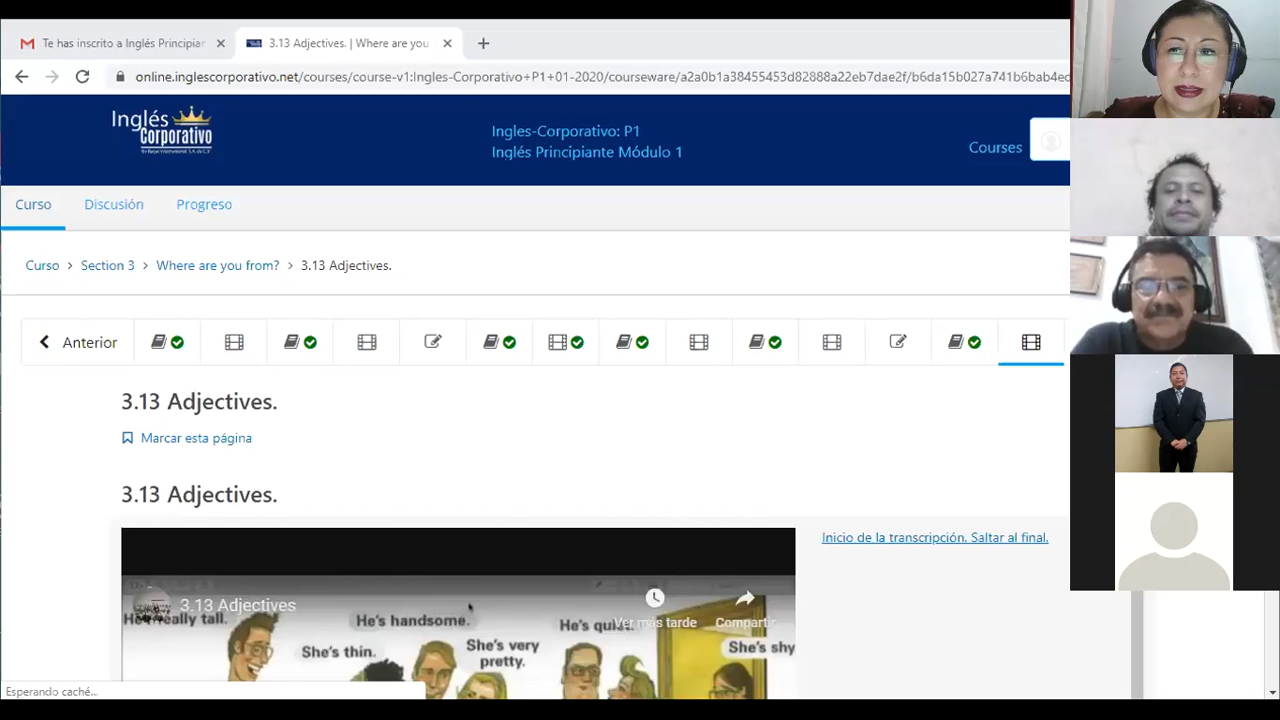 Te has inscrito a Inglés Principiar
3.13 Adjectives. | Where are you
online.inglescorporativo.net/courses/course-v1:Ingles-Corporativo+P1+01-2020/courseware/a2a0b1a38455453d82888a22eb7dae2f/b6da15b027a741b6bab4ed
Inglés
Corporativo
Ingles-Corporativo: P1
Inglés Principiante Módulo 1
Courses
Curso
Discusión
Progreso
Curso > Section 3 > Where are you from? > 3.13 Adjectives.
Anterior
3.13 Adjectives.
Marcar esta página
3.13 Adjectives.
Inicio de la transcripción. Saltar al final.
3.13 Adjectives
Ver más tarde
Compartir
really tall.
He's handsome.
He's quiet.
She's thin.
She's very
pretty.
She's shy
Esperando caché...